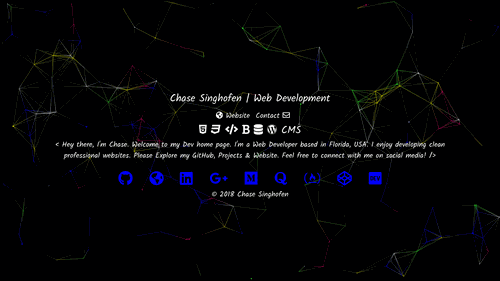 Chase Singhofen | Web Development
Website Contact
CMS
< Hey there, I'm Chase. Welcome to my Dev home page. I'm a Web Developer based in Florida, USA. I enjoy developing clean
professional websites. Please Explore my GitHub, Projects & Website. Feel free to connect with me on social media! />
© 2018 Chase Singhofen